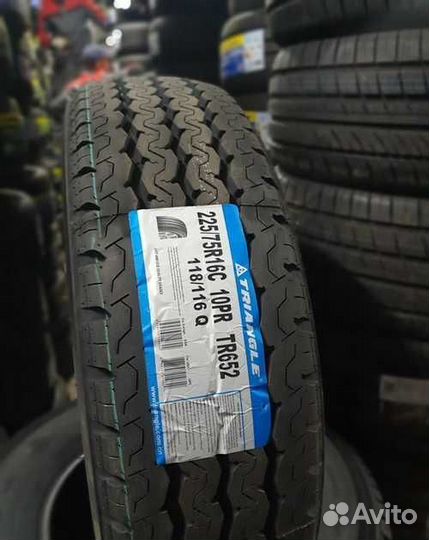 225/75R16C 10PR TR652
118/116 Q
TRIANGLE
Avito